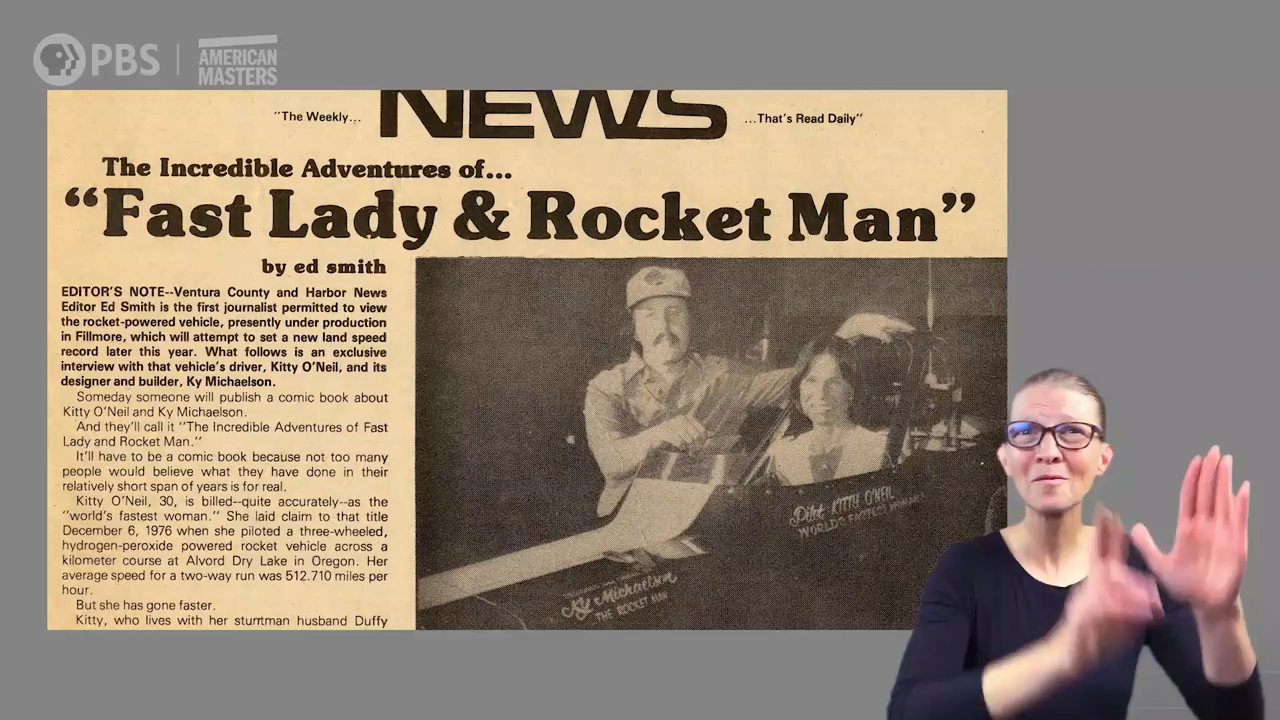 PBS | AMERICAN MASTERS
NEWS
"The Weekly...
...That's Read Daily"
The Incredible Adventures of...
"Fast Lady & Rocket Man"
by ed smith
EDITOR'S NOTE--Ventura County and Harbor News
Editor Ed Smith is the first journalist permitted to view
the rocket-powered vehicle, presently under production
in Fillmore, which will attempt to set a new land speed
record later this year. What follows is an exclusive
interview with that vehicle's driver, Kitty O'Neil, and its
designer and builder, Ky Michaelson.
Someday someone will publish a comic book about
Kitty O'Neil and Ky Michaelson.
And they'll call it "The Incredible Adventures of Fast
Lady and Rocket Man."
It'll have to be a comic book because not too many
people would believe what they have done in their
relatively short span of years is for real.
Kitty O'Neil, 30, is billed--quite accurately--as the
"world's fastest woman." She laid claim to that title
December 6, 1976 when she piloted a three-wheeled,
hydrogen-peroxide powered rocket vehicle across a
kilometer course at Alvord Dry Lake in Oregon. Her
average speed for a two-way run was 512.710 miles per
hour.
But she has gone faster.
Kitty, who lives with her stuntman husband Duffy
Pilot KITTY O'NEIL
WORLD'S FASTEST WOMAN
Ky Michaelson
THE ROCKET MAN